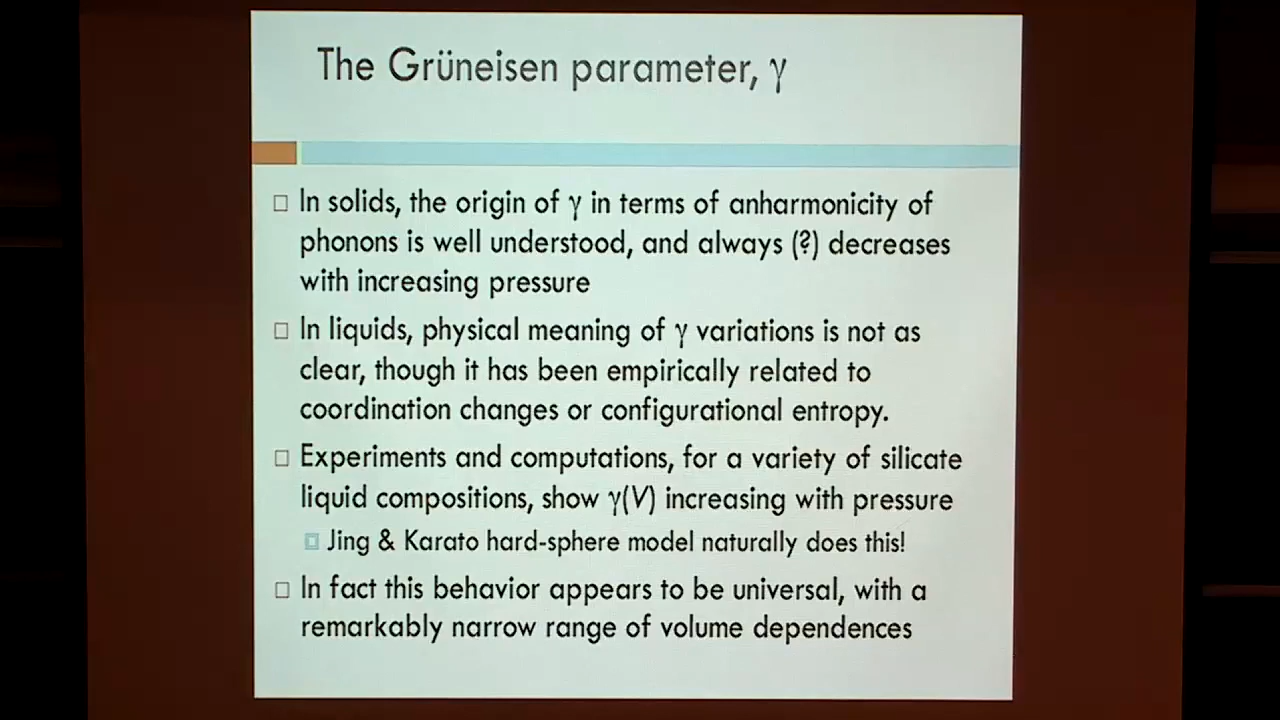 The Grüneisen parameter, γ
In solids, the origin of γ in terms of anharmonicity of
phonons is well understood, and always (?) decreases
with increasing pressure
In liquids, physical meaning of γ variations is not as
clear, though it has been empirically related to
coordination changes or configurational entropy.
Experiments and computations, for a variety of silicate
liquid compositions, show γ(V) increasing with pressure
Jing & Karato hard-sphere model naturally does this!
In fact this behavior appears to be universal, with a
remarkably narrow range of volume dependences